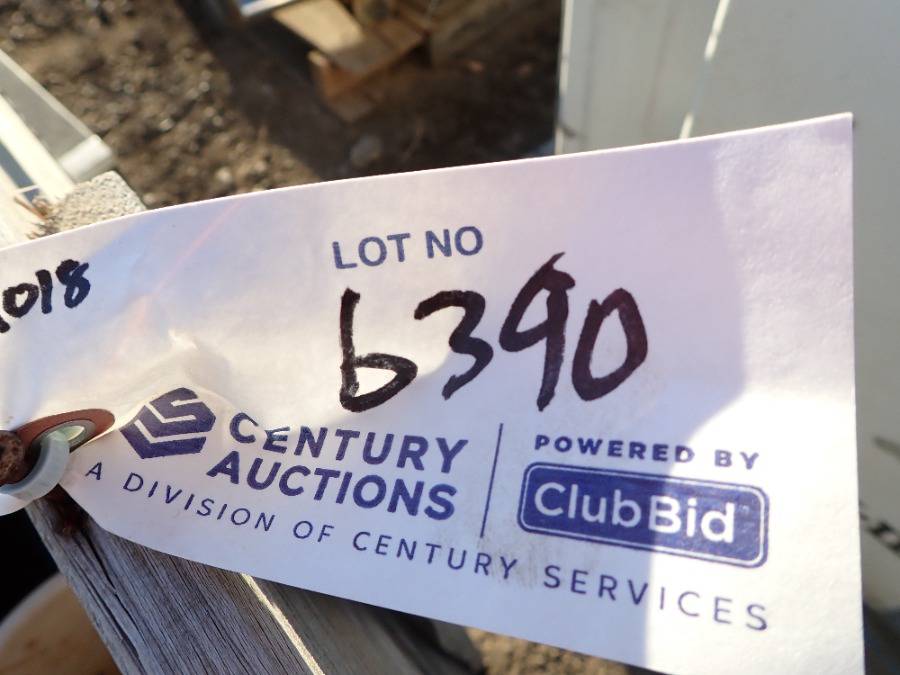 LOT NO
1018
6390
CENTURY
AUCTIONS
A DIVISION OF CENTURY SERVICES
POWERED BY
ClubBid